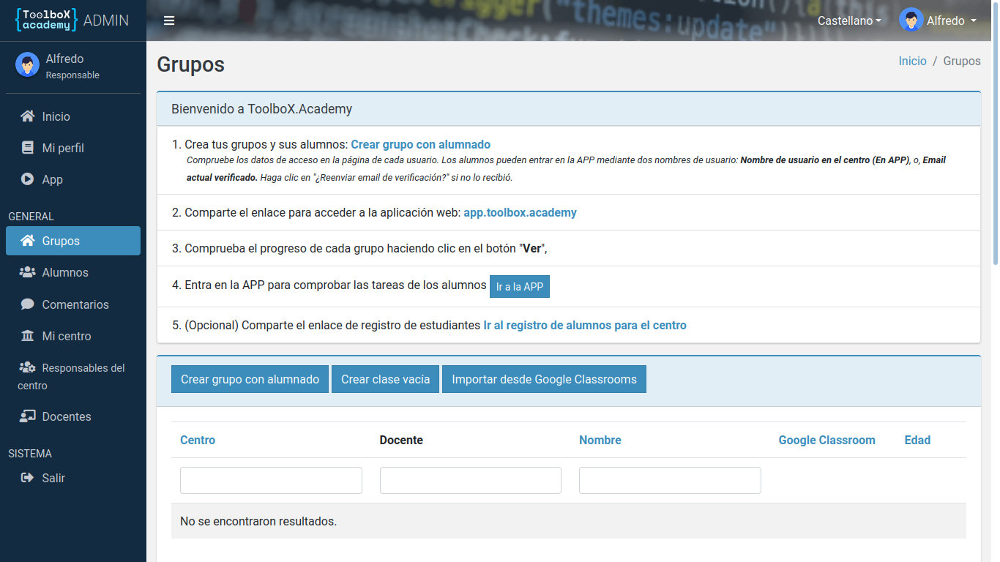 ToolboX
academy
ADMIN
Castellano
Alfredo
"themes:update"
Alfredo
Responsable
Inicio
Mi perfil
App
GENERAL
Grupos
Alumnos
Comentarios
Mi centro
Responsables del
centro
Docentes
SISTEMA
Salir
Grupos
Inicio / Grupos
Bienvenido a ToolboX.Academy
1. Crea tus grupos y sus alumnos: Crear grupo con alumnado
Compruebe los datos de acceso en la página de cada usuario. Los alumnos pueden entrar en la APP mediante dos nombres de usuario: Nombre de usuario en el centro (En APP), o, Email
actual verificado. Haga clic en "¿Reenviar email de verificación?" si no lo recibió.
2. Comparte el enlace para acceder a la aplicación web: app.toolbox.academy
3. Comprueba el progreso de cada grupo haciendo clic en el botón "Ver",
4. Entra en la APP para comprobar las tareas de los alumnos Ir a la APP
5. (Opcional) Comparte el enlace de registro de estudiantes Ir al registro de alumnos para el centro
Crear grupo con alumnado Crear clase vacía Importar desde Google Classrooms
Centro Docente Nombre Google Classroom Edad
No se encontraron resultados.